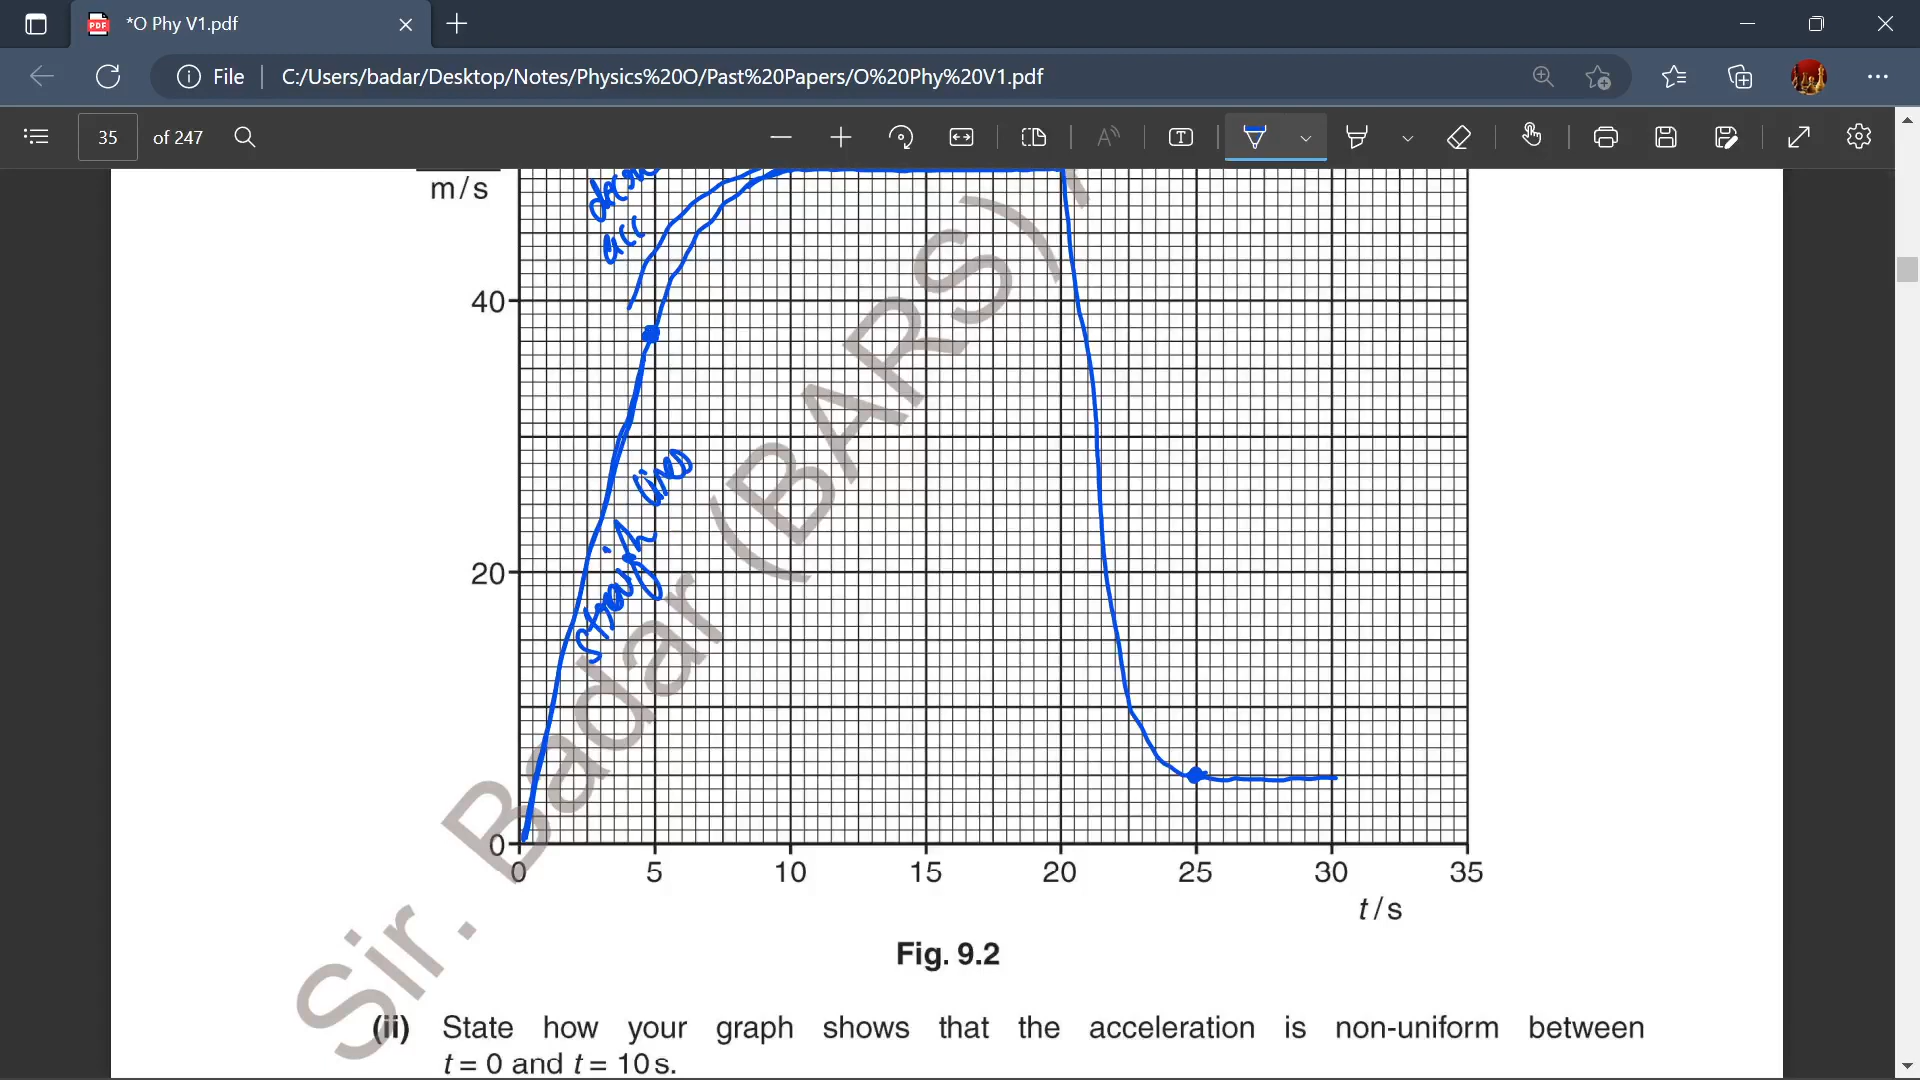 *O Phy V1.pdf
File C:/Users/badar/Desktop/Notes/Physics%20O/Past%20Papers/O%20Phy%20V1.pdf
35 of 247
m/s
acc
40
straight lines
20
0
0 5 10 15 20 25 30 35
t/s
Sir. Badar (BARS)
Fig. 9.2
(ii) State how your graph shows that the acceleration is non-uniform between
t = 0 and t = 10 s.